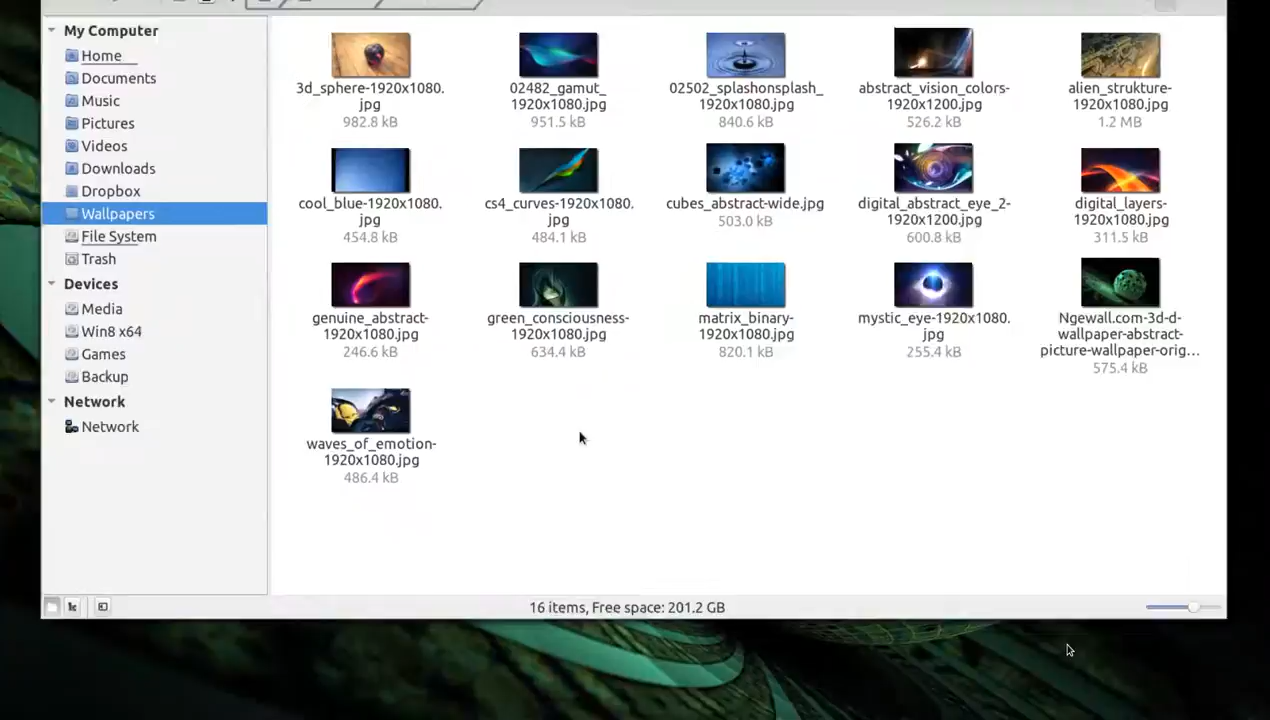 My Computer
Home
Documents
Music
Pictures
Videos
Downloads
Dropbox
Wallpapers
File System
Trash
Devices
Media
Win8 x64
Games
Backup
Network
Network
3d_sphere-1920x1080.
jpg
982.8 kB
02482_gamut_
1920x1080.jpg
951.5 kB
02502_splashonsplash_
1920x1080.jpg
840.6 kB
abstract_vision_colors-
1920x1200.jpg
526.2 kB
alien_strukture-
1920x1080.jpg
1.2 MB
cool_blue-1920x1080.
jpg
454.8 kB
cs4_curves-1920x1080.
jpg
484.1 kB
cubes_abstract-wide.jpg
503.0 kB
digital_abstract_eye_2-
1920x1200.jpg
600.8 kB
digital_layers-
1920x1080.jpg
311.5 kB
genuine_abstract-
1920x1080.jpg
246.6 kB
green_consciousness-
1920x1080.jpg
634.4 kB
matrix_binary-
1920x1080.jpg
820.1 kB
mystic_eye-1920x1080.
jpg
255.4 kB
Ngewall.com-3d-d-
wallpaper-abstract-
picture-wallpaper-orig...
575.4 kB
waves_of_emotion-
1920x1080.jpg
486.4 kB
16 items, Free space: 201.2 GB